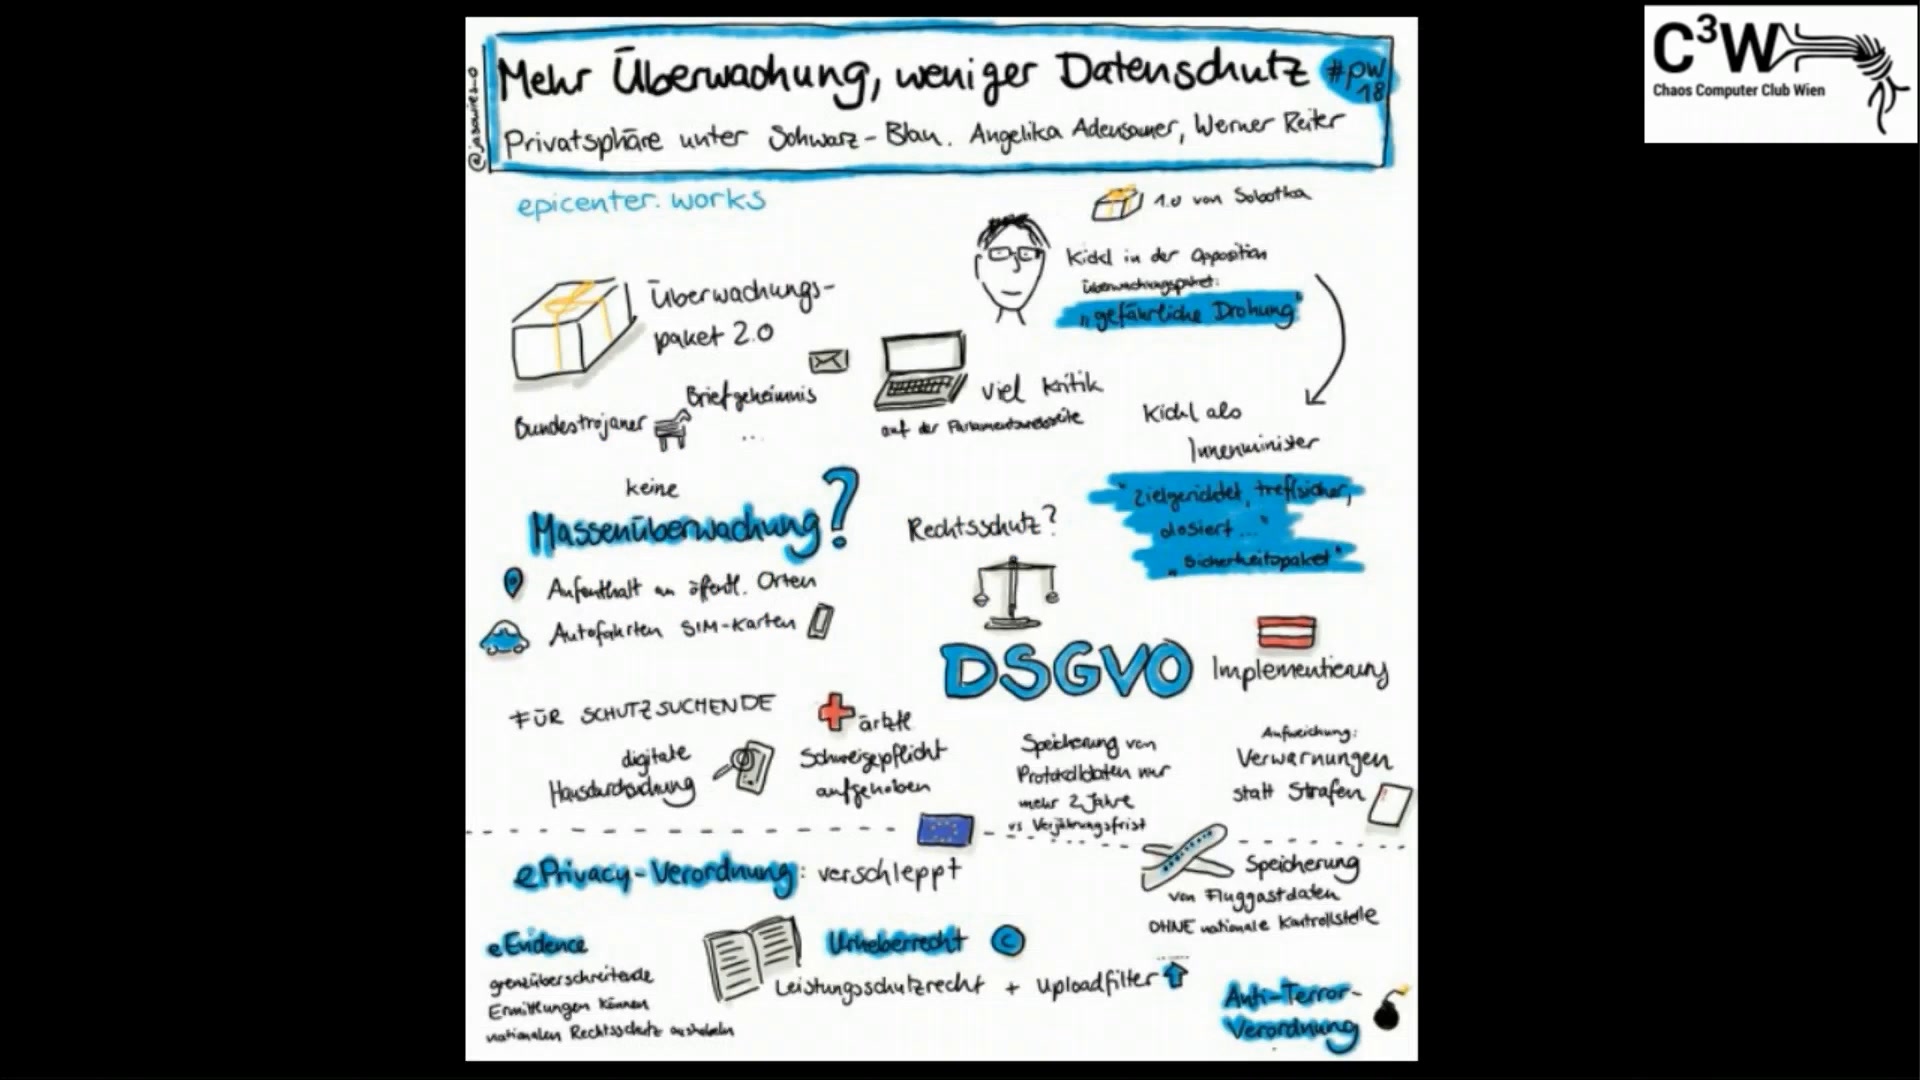 Mehr Überwachung, weniger Datenschutz
#pw
18
Privatsphäre unter Schwarz-Blau. Angelika Adensamer, Werner Reiter
C³W
Chaos Computer Club Wien
epicenter.works
1.0 von Sobotka
Kickl in der Opposition
Überwachungspaket:
„gefährliche Drohung"
Überwachungs-
paket 2.0
Briefgeheimnis
...
Bundestrojaner
viel Kritik
auf der Parlamentswebseite
Kickl als
Innenminister
"zielgerichtet, treffsicher,
dosiert ..."
„Sicherheitspaket"
keine
Massenüberwachung?
Aufenthalt an öffentl. Orten
Autofahrten SIM-Karten
Rechtsschutz?
DSGVO
Implementierung
FÜR SCHUTZSUCHENDE
digitale
Hausdurchsuchung
ärztl
Schweigepflicht
aufgehoben
Speicherung von
Protokolldaten nur
mehr 2 Jahre
vs Verjährungsfrist
Aufweichung:
Verwarnungen
statt Strafen
ePrivacy-Verordnung: verschleppt
Speicherung
von Fluggastdaten
OHNE nationale Kontrollstelle
eEvidence
grenzüberschreitende
Ermittlungen können
nationalen Rechtsschutz aushebeln
Urheberrecht C
Leistungsschutzrecht + Uploadfilter
Anti-Terror-
Verordnung